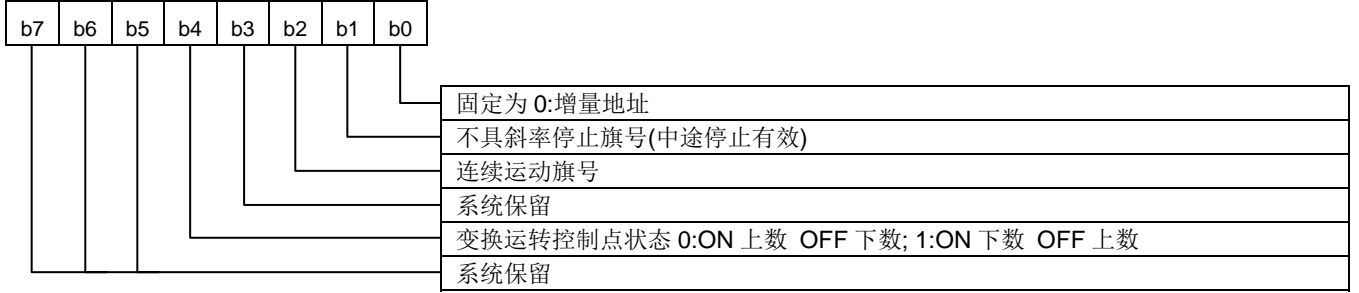 b7 b6 b5 b4 b3 b2 b1 b0
固定为 0:增量地址
不具斜率停止旗号(中途停止有效)
连续运动旗号
系统保留
变换运转控制点状态 0:ON 上数 OFF 下数; 1:ON 下数 OFF 上数
系统保留